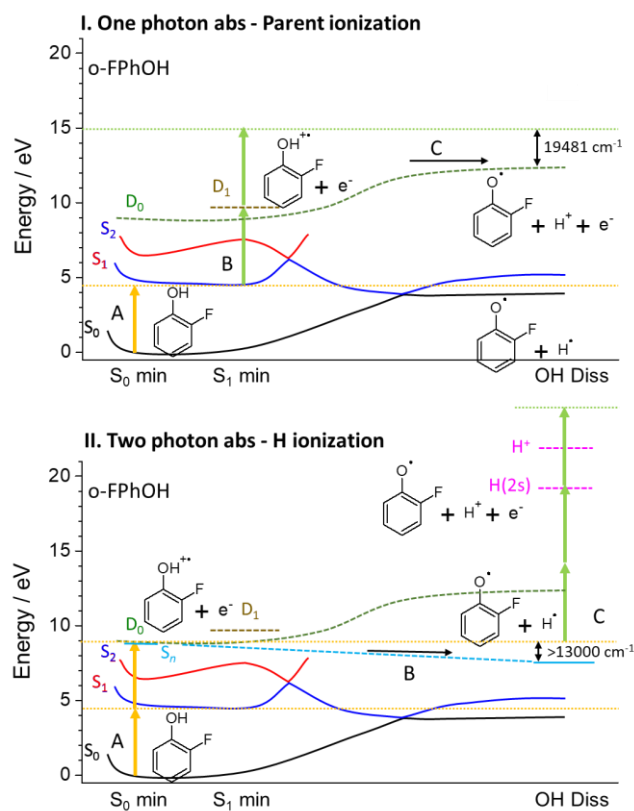 I. One photon abs - Parent ionization
o-FPhOH
20
15
10
5
0
Energy / eV
OH+•
F
+ e-
C
19481 cm-1
D0
D1
O•
F
+ H+ + e-
S2
S1
B
A
OH
F
S0
O•
F
+ H•
S0 min
S1 min
OH Diss
II. Two photon abs - H ionization
o-FPhOH
20
15
10
5
0
Energy / eV
H+
H(2s)
O•
F
+ H+ + e-
OH+•
F
+ e-
D0
D1
O•
F
+ H•
C
S2
Sn
>13000 cm-1
B
S1
A
OH
F
S0
S0 min
S1 min
OH Diss